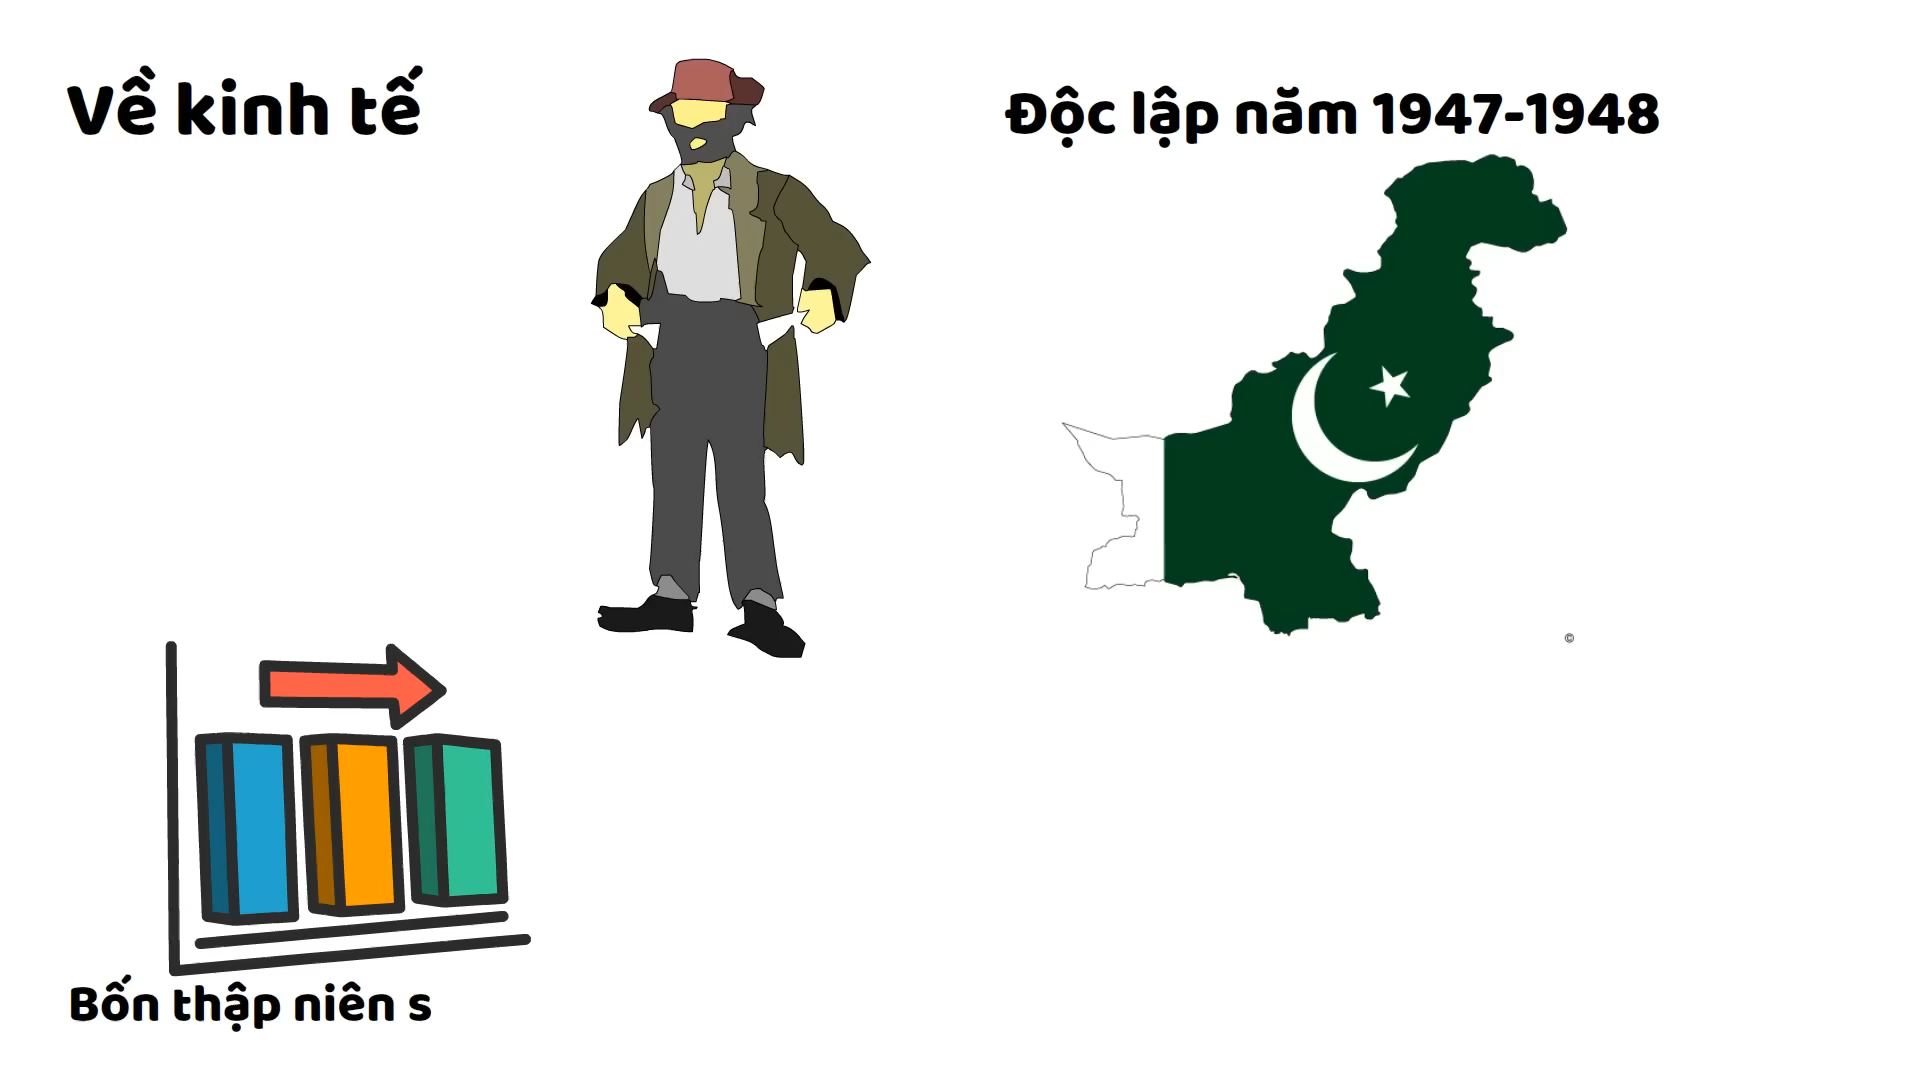 Về kinh tế
Độc lập năm 1947-1948
©
Bốn thập niên s